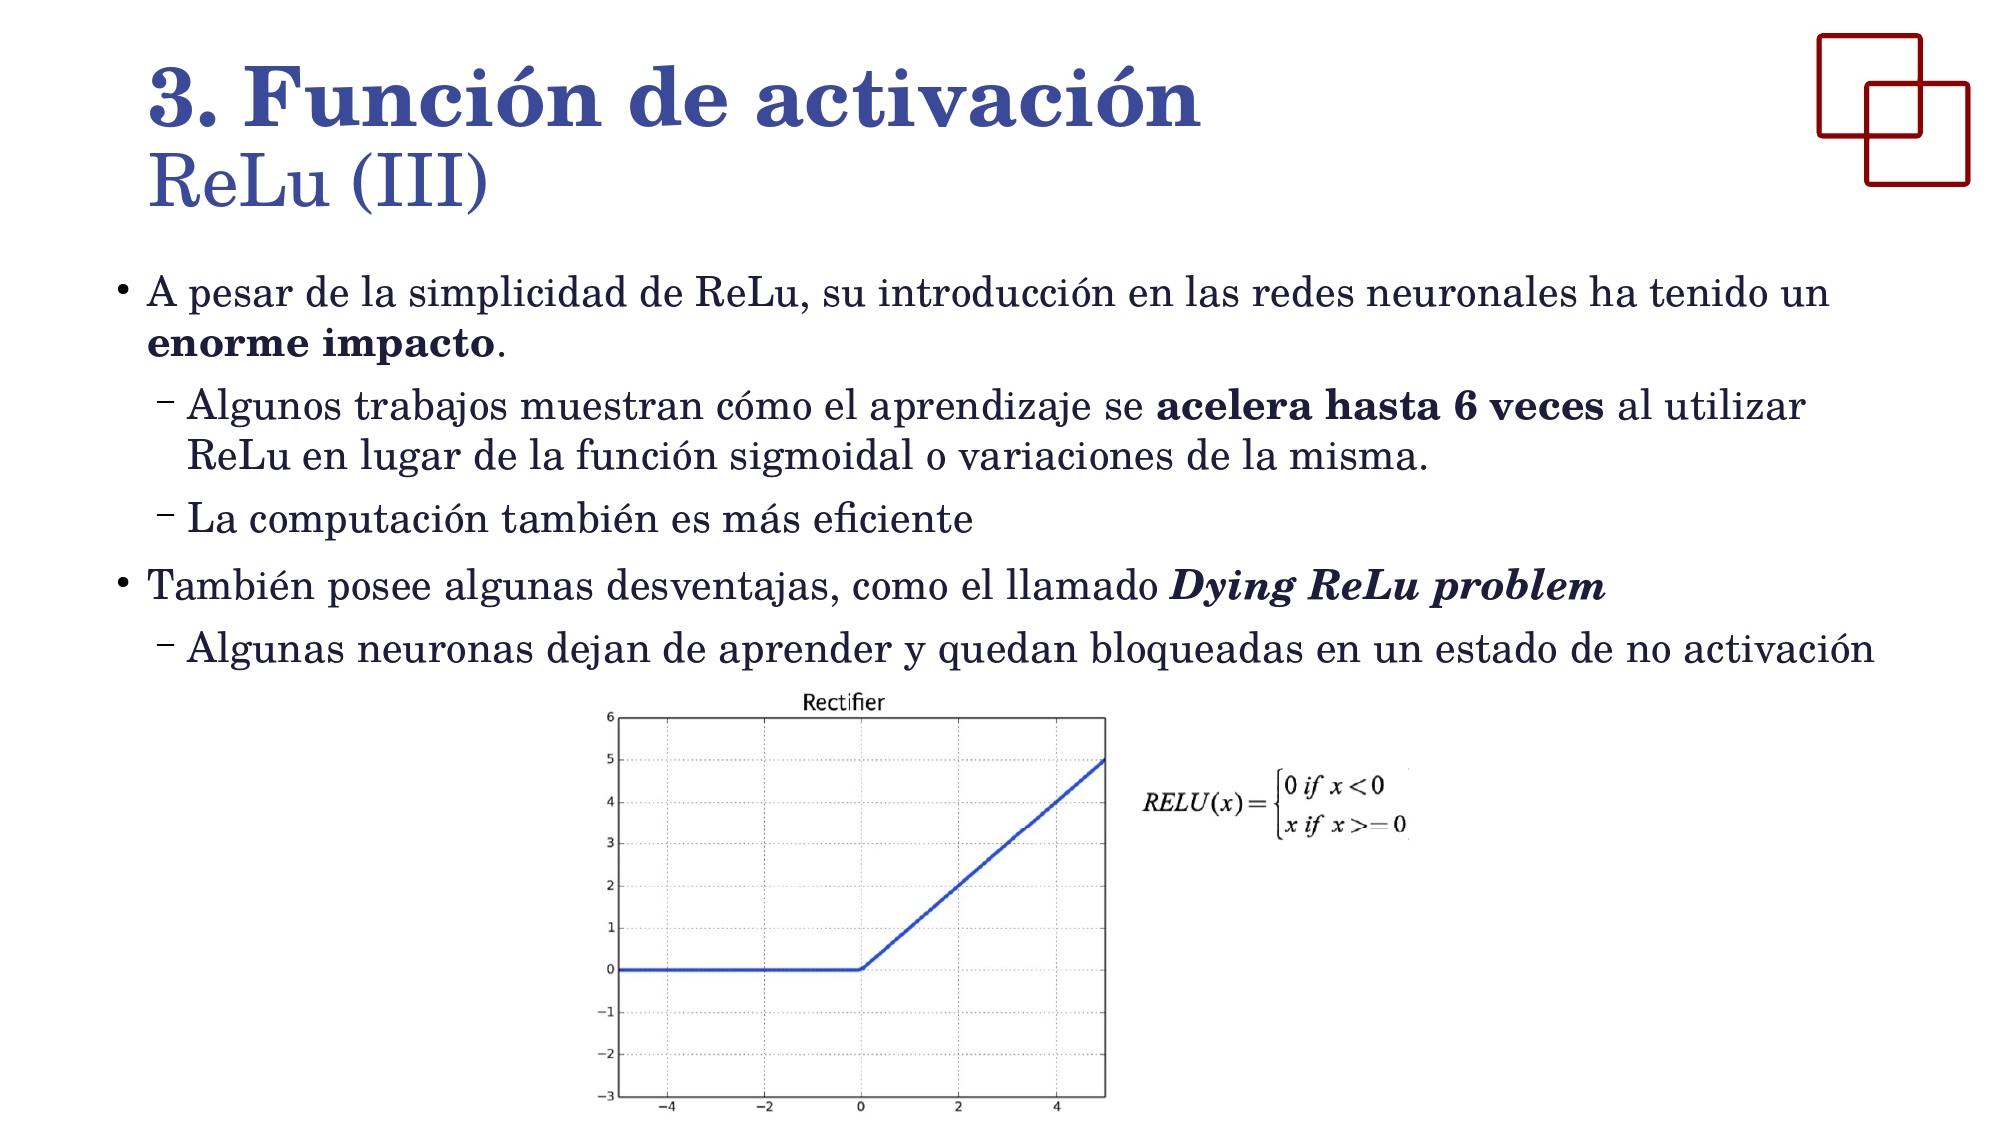 3. Función de activación
ReLu (III)
• A pesar de la simplicidad de ReLu, su introducción en las redes neuronales ha tenido un
enorme impacto.
– Algunos trabajos muestran cómo el aprendizaje se acelera hasta 6 veces al utilizar
ReLu en lugar de la función sigmoidal o variaciones de la misma.
– La computación también es más eficiente
• También posee algunas desventajas, como el llamado Dying ReLu problem
– Algunas neuronas dejan de aprender y quedan bloqueadas en un estado de no activación
Rectifier
6
5
4
3
2
1
0
−1
−2
−3
−4 −2 0 2 4
RELU(x)={0 if x<0
x if x>=0